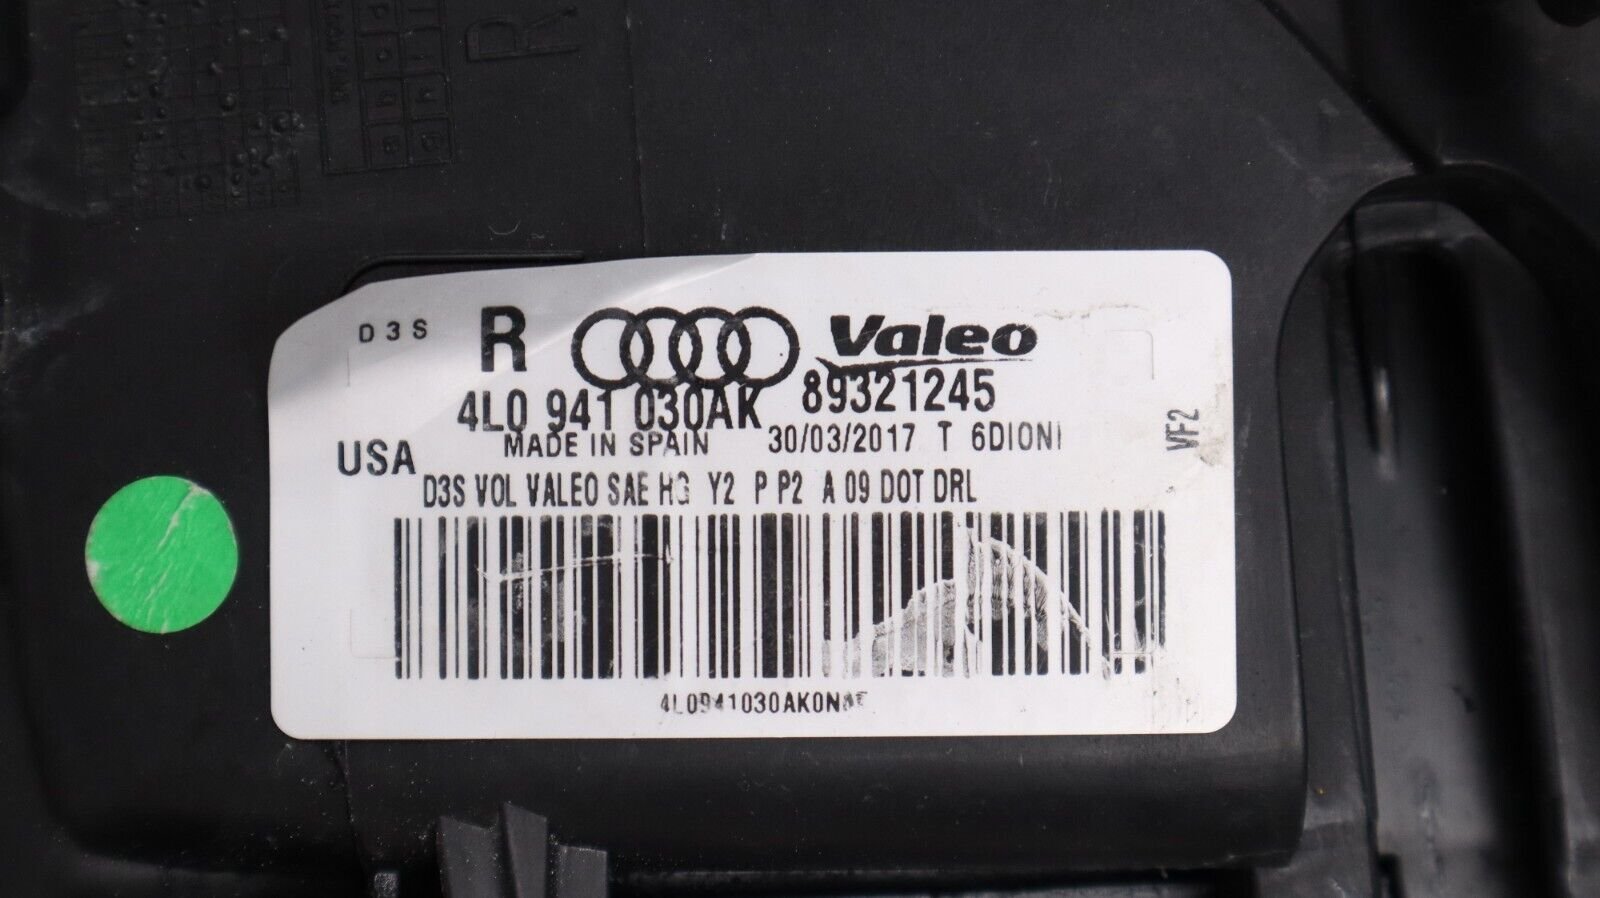 R
D3S R Valeo
4L0 941 030AK 89321245
USA MADE IN SPAIN 30/03/2017 T 6DIONI
VF2
D3S VOL VALEO SAE HG Y2 P P2 A 09 DOT DRL